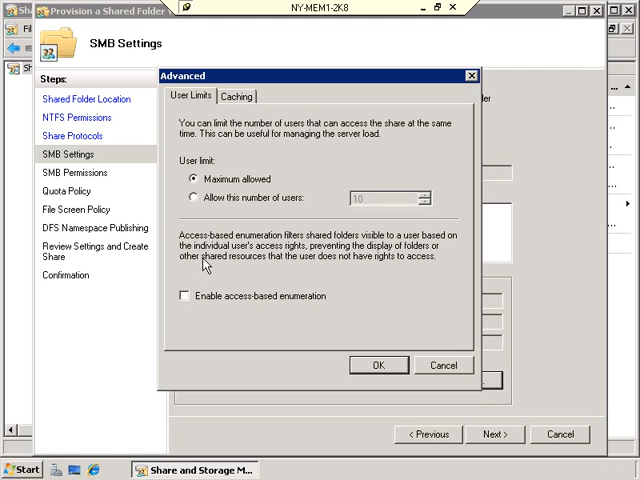 Sha
Provision a Shared Folder
NY-MEM1-2K8
Fil
SMB Settings
Sh
Steps:
Shared Folder Location
NTFS Permissions
Share Protocols
SMB Settings
SMB Permissions
Quota Policy
File Screen Policy
DFS Namespace Publishing
Review Settings and Create
Share
Confirmation
Advanced
User Limits
Caching
You can limit the number of users that can access the share at the same
time. This can be useful for managing the server load.
User limit:
Maximum allowed
Allow this number of users:
10
Access-based enumeration filters shared folders visible to a user based on
the individual user's access rights, preventing the display of folders or
other shared resources that the user does not have rights to access.
Enable access-based enumeration
OK
Cancel
der
...
< Previous
Next >
Cancel
Start
Share and Storage M...